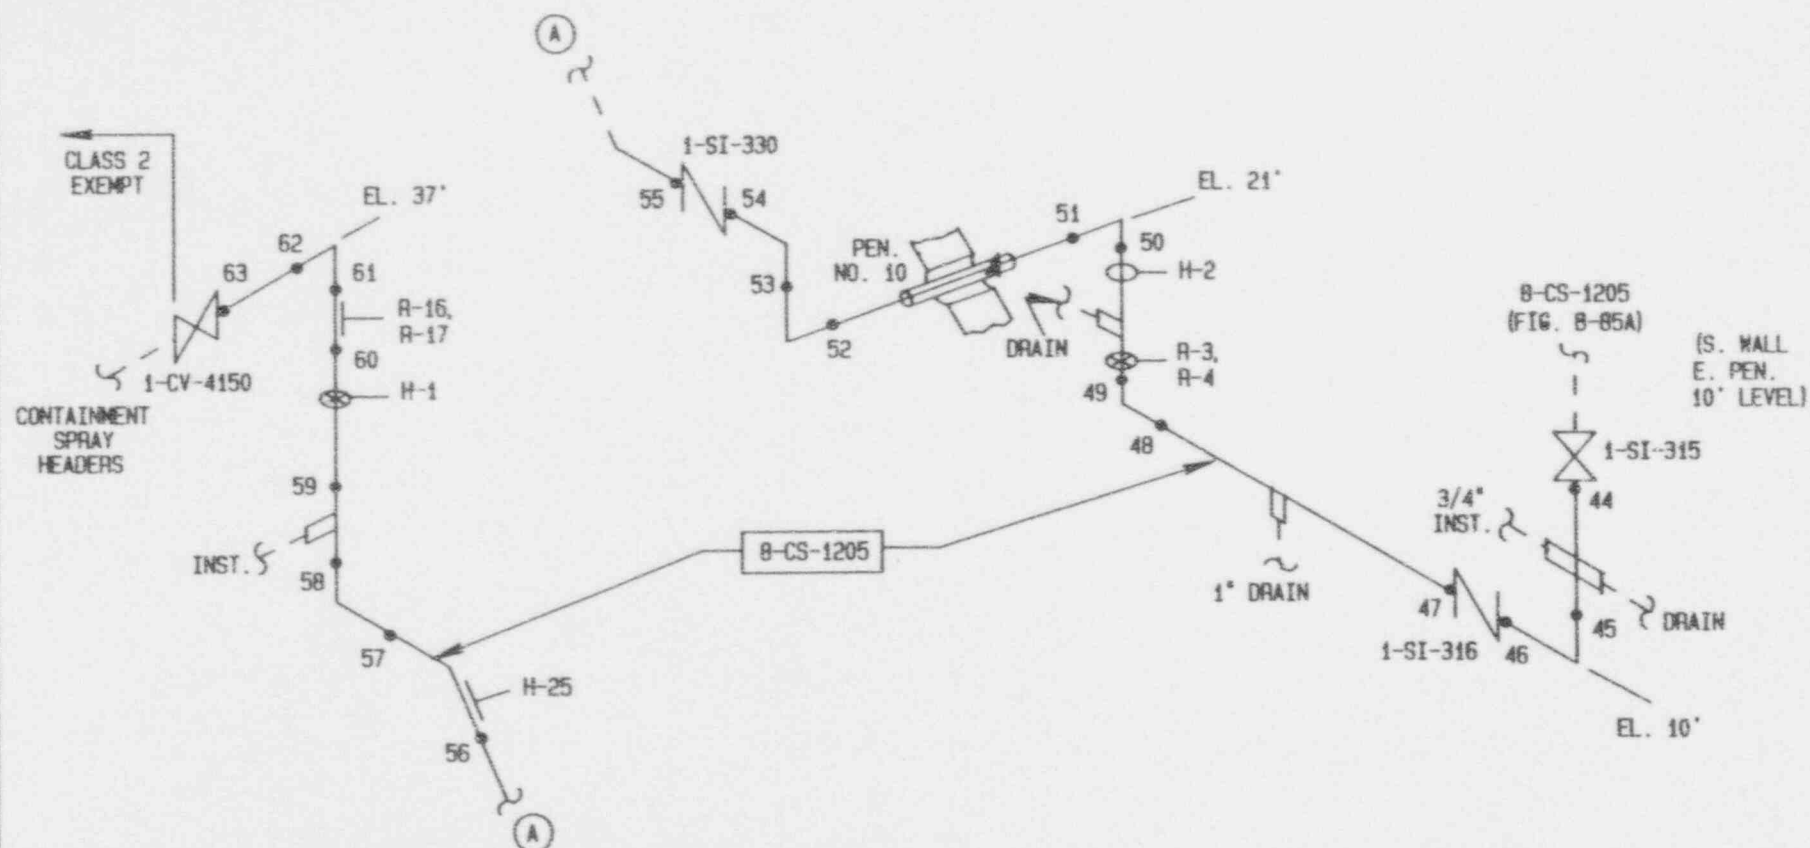 A
1-SI-330
CLASS 2
EXEMPT
EL. 37'
55
54
EL. 21'
51
62
PEN.
NO. 10
50
63
61
H-2
53
8-CS-1205
(FIG. B-85A)
R-16,
R-17
DRAIN
R-3,
R-4
(S. WALL
E. PEN.
10' LEVEL)
52
60
1-CV-4150
H-1
49
CONTAINMENT
SPRAY
HEADERS
48
1-SI-315
59
3/4"
INST.
44
8-CS-1205
INST.
58
1" DRAIN
47
45
DRAIN
57
1-SI-316
46
H-25
EL. 10'
56
A